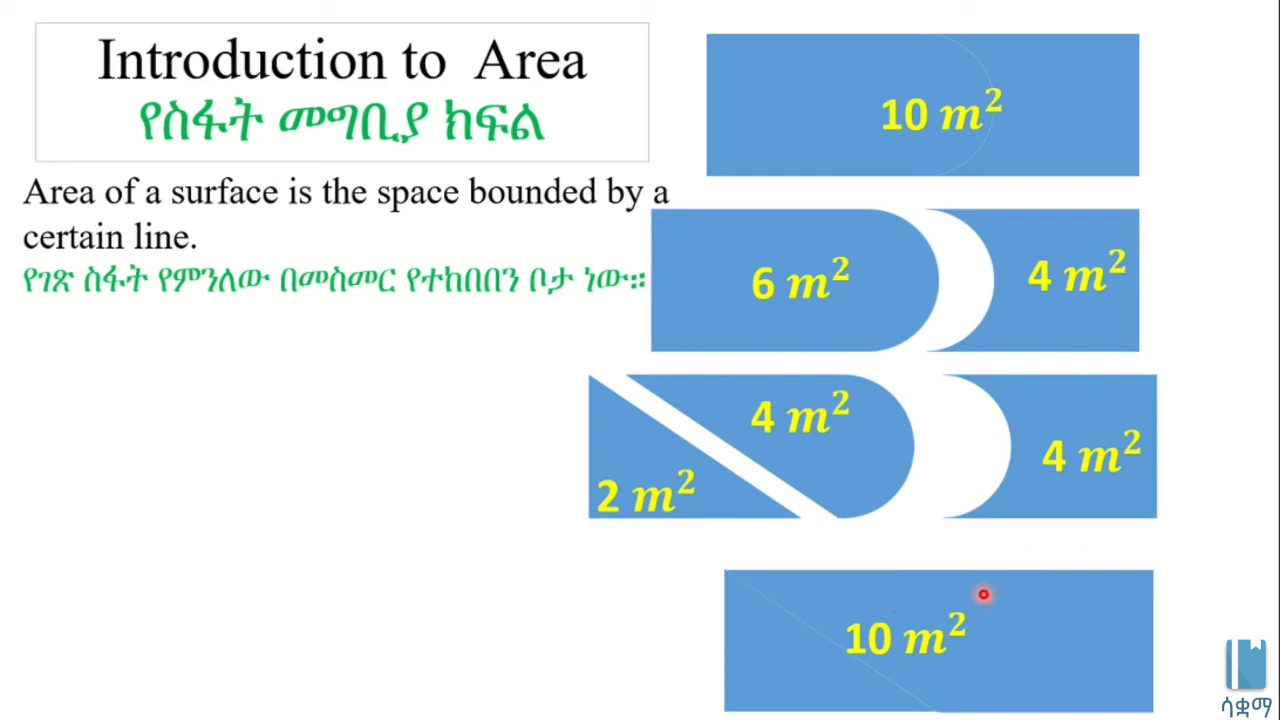 Introduction to Area
የስፋት መግቢያ ክፍል
Area of a surface is the space bounded by a
certain line.
የገጽ ስፋት የምንለው በመስመር የተከበበን ቦታ ነው።
10 m²
6 m²
4 m²
4 m²
2 m²
4 m²
10 m²
ሳቋማ